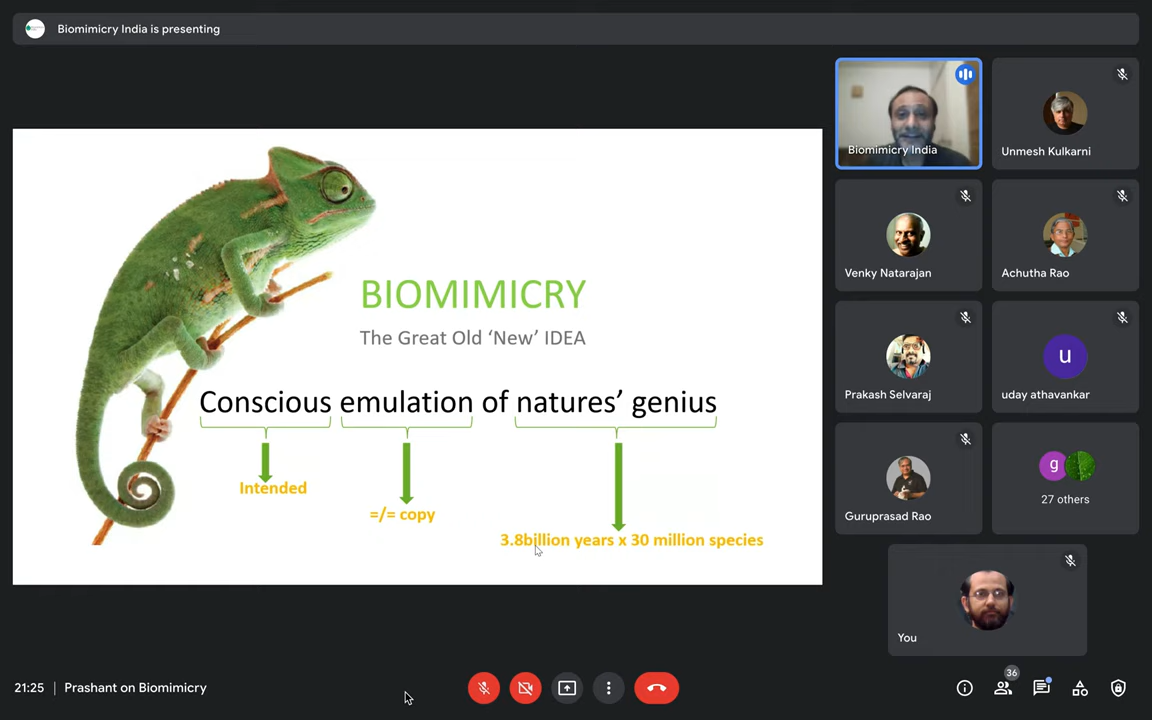 Biomimicry India is presenting
BIOMIMICRY
The Great Old ‘New’ IDEA
Conscious emulation of natures’ genius
Intended
=/= copy
3.8billion years x 30 million species
Biomimicry India
Unmesh Kulkarni
Venky Natarajan
Achutha Rao
Prakash Selvaraj
u
uday athavankar
Guruprasad Rao
g
27 others
You
21:25 | Prashant on Biomimicry
36